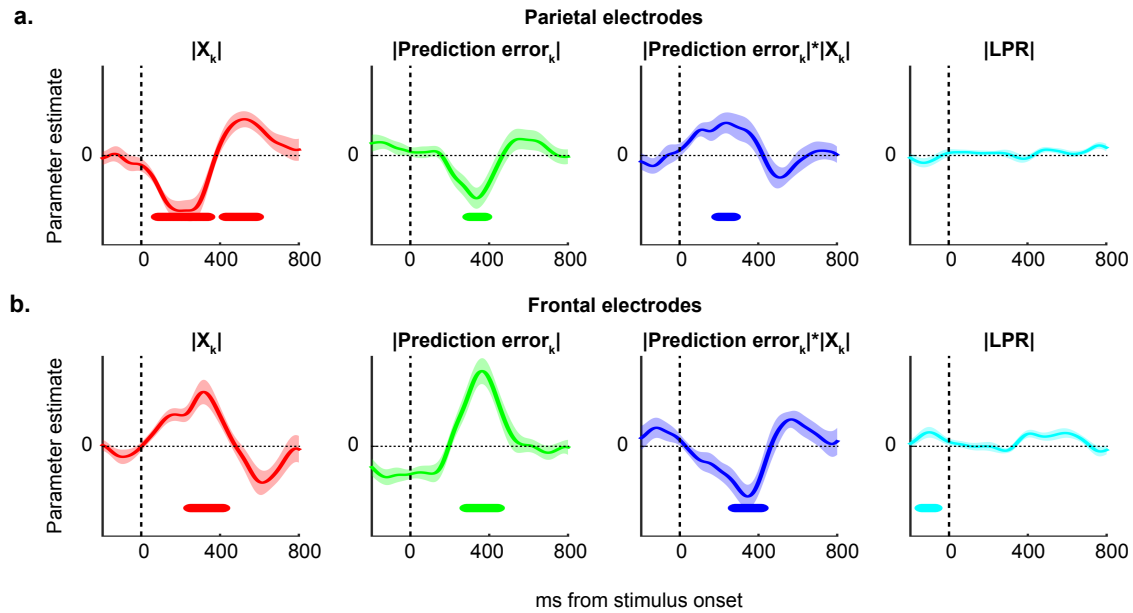 a.
Parietal electrodes
|Xk| |Prediction errork| |Prediction errork|*|Xk| |LPR|
Parameter estimate
0 0 0 0
0 400 800 0 400 800 0 400 800 0 400 800
b.
Frontal electrodes
|Xk| |Prediction errork| |Prediction errork|*|Xk| |LPR|
Parameter estimate
0 0 0 0
0 400 800 0 400 800 0 400 800 0 400 800
ms from stimulus onset